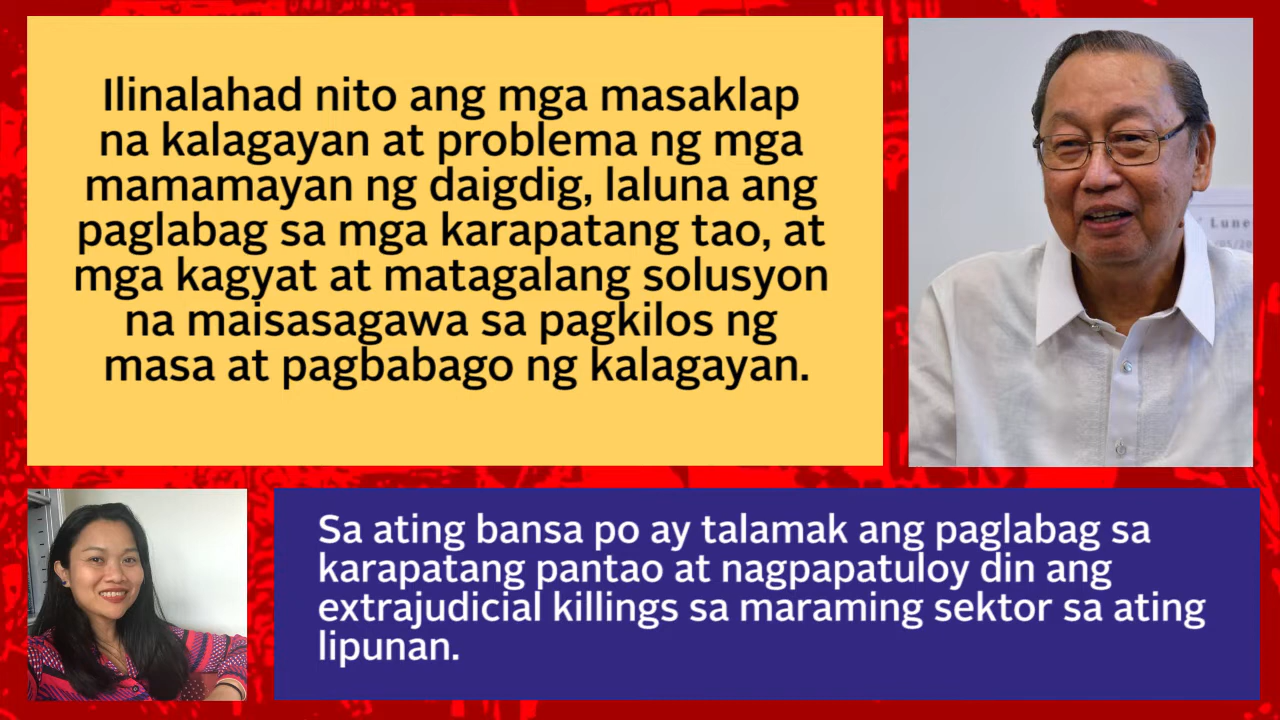 Ilinalahad nito ang mga masaklap
na kalagayan at problema ng mga
mamamayan ng daigdig, laluna ang
paglabag sa mga karapatang tao, at
mga kagyat at matagalang solusyon
na maisasagawa sa pagkilos ng
masa at pagbabago ng kalagayan.
Lune
Sa ating bansa po ay talamak ang paglabag sa
karapatang pantao at nagpapatuloy din ang
extrajudicial killings sa maraming sektor sa ating
lipunan.